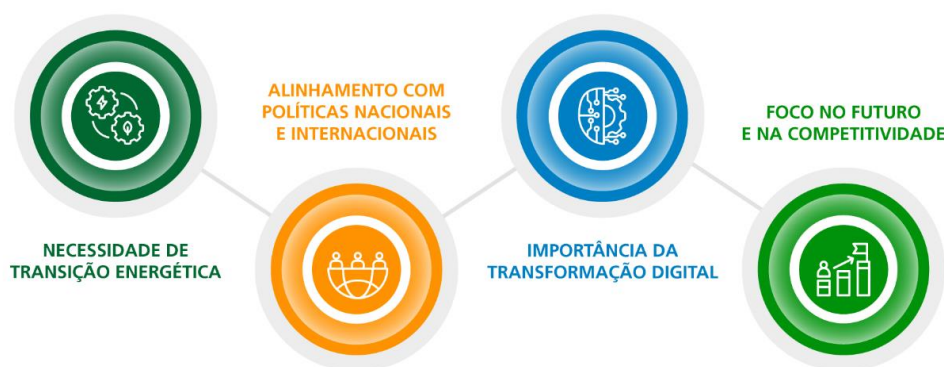 NECESSIDADE DE
TRANSIÇÃO ENERGÉTICA
ALINHAMENTO COM
POLÍTICAS NACIONAIS
E INTERNACIONAIS
IMPORTÂNCIA DA
TRANSFORMAÇÃO DIGITAL
FOCO NO FUTURO
E NA COMPETITIVIDADE